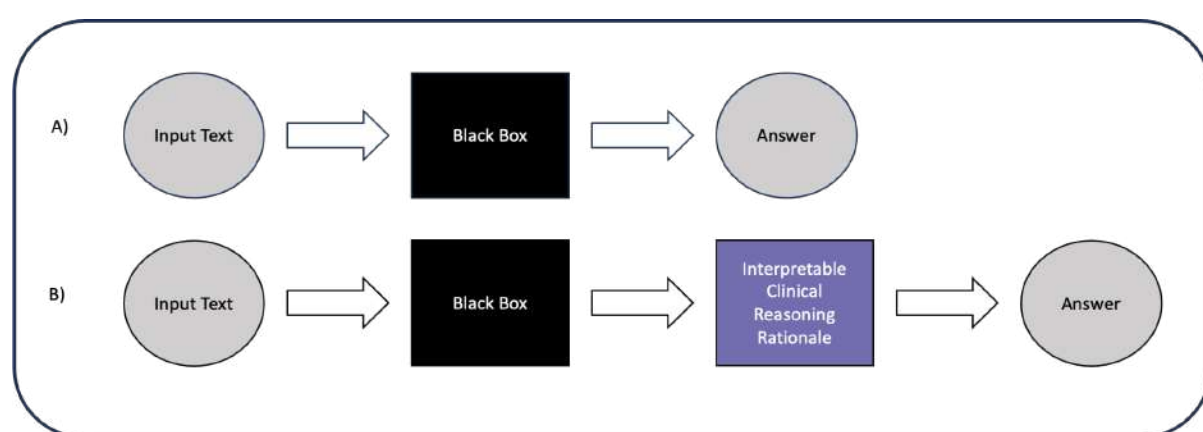 A)
Input Text
Black Box
Answer
B)
Input Text
Black Box
Interpretable
Clinical
Reasoning
Rationale
Answer